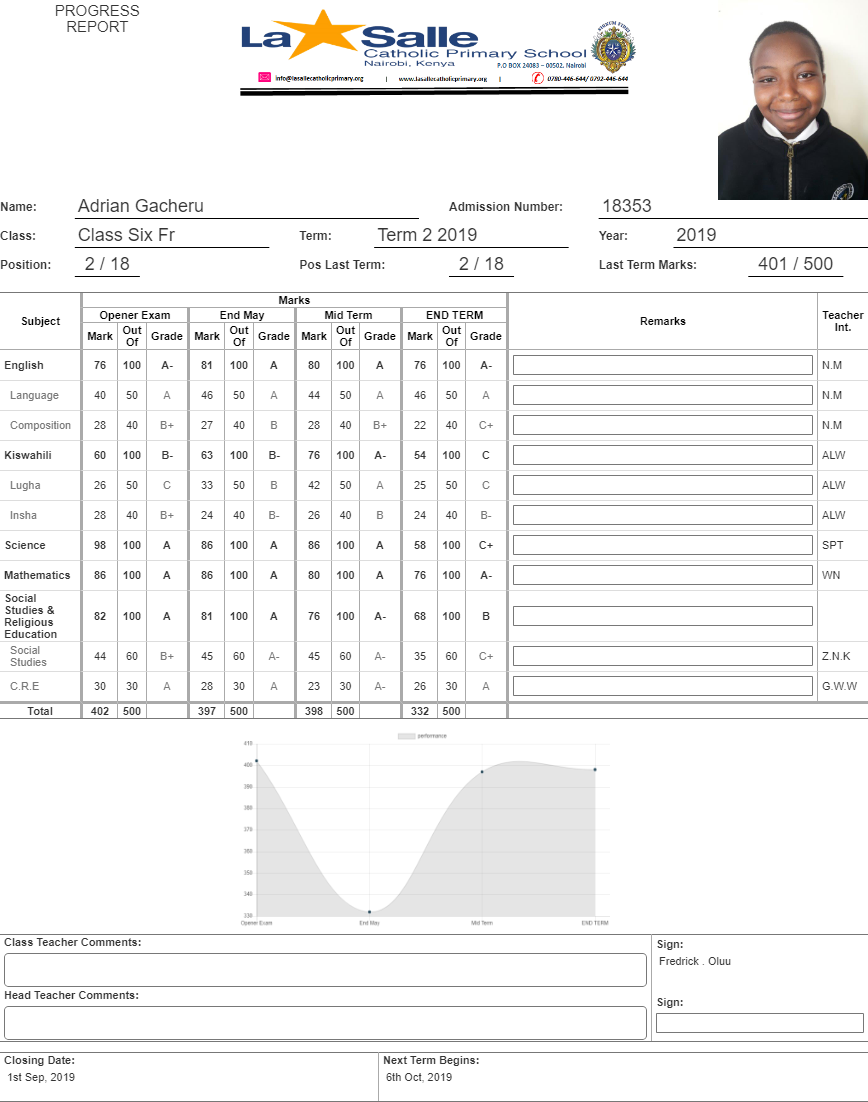 PROGRESS
REPORT
La Salle
Catholic Primary School
Nairobi, Kenya
P.O BOX 24083 – 00502, Nairobi
info@lasallecatholicprimary.org | www.lasallecatholicprimary.org | 0780-446-644/ 0792-446-644
Name: Adrian Gacheru Admission Number: 18353
Class: Class Six Fr Term: Term 2 2019 Year: 2019
Position: 2 / 18 Pos Last Term: 2 / 18 Last Term Marks: 401 / 500
Subject Marks Remarks Teacher Int.
Opener Exam End May Mid Term END TERM
Mark Out Of Grade Mark Out Of Grade Mark Out Of Grade Mark Out Of Grade
English 76 100 A- 81 100 A 80 100 A 76 100 A- N.M
Language 40 50 A 46 50 A 44 50 A 46 50 A N.M
Composition 28 40 B+ 27 40 B 28 40 B+ 22 40 C+ N.M
Kiswahili 60 100 B- 63 100 B- 76 100 A- 54 100 C ALW
Lugha 26 50 C 33 50 B 42 50 A 25 50 C ALW
Insha 28 40 B+ 24 40 B- 26 40 B 24 40 B- ALW
Science 98 100 A 86 100 A 86 100 A 58 100 C+ SPT
Mathematics 86 100 A 86 100 A 80 100 A 76 100 A- WN
Social Studies & Religious Education 82 100 A 81 100 A 76 100 A- 68 100 B
Social Studies 44 60 B+ 45 60 A- 45 60 A- 35 60 C+ Z.N.K
C.R.E 30 30 A 28 30 A 23 30 A- 26 30 A G.W.W
Total 402 500 397 500 398 500 332 500
performance
410
400
390
380
370
360
350
340
330
Opener Exam End May Mid Term END TERM
Class Teacher Comments: Sign:
Fredrick . Oluu
Head Teacher Comments: Sign:
Closing Date: Next Term Begins:
1st Sep, 2019 6th Oct, 2019